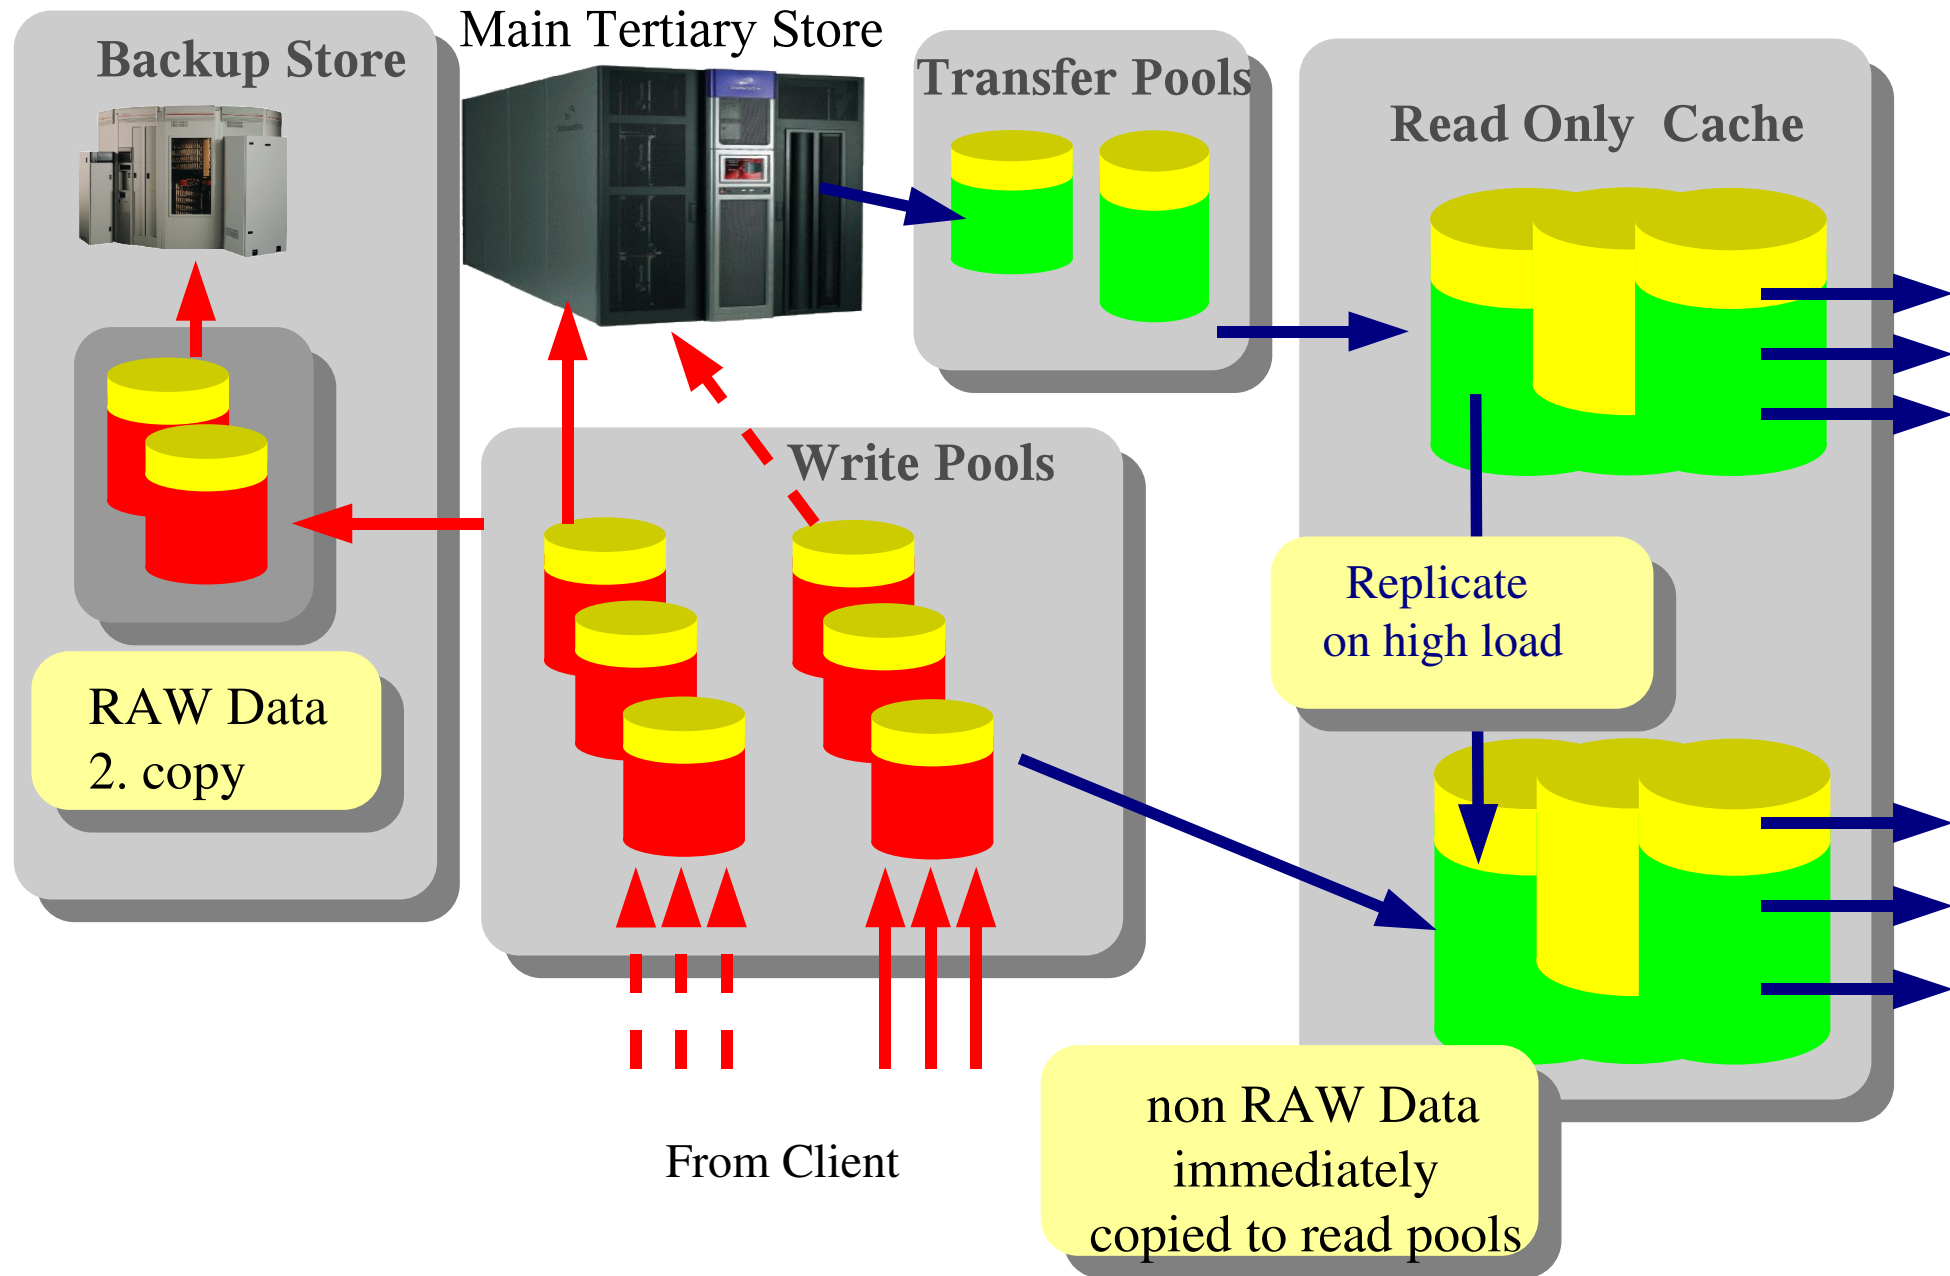 Backup Store
Main Tertiary Store
Transfer Pools
Read Only  Cache
Write Pools
Replicate
on high load
RAW Data
2. copy
From Client
non RAW Data
immediately
copied to read pools